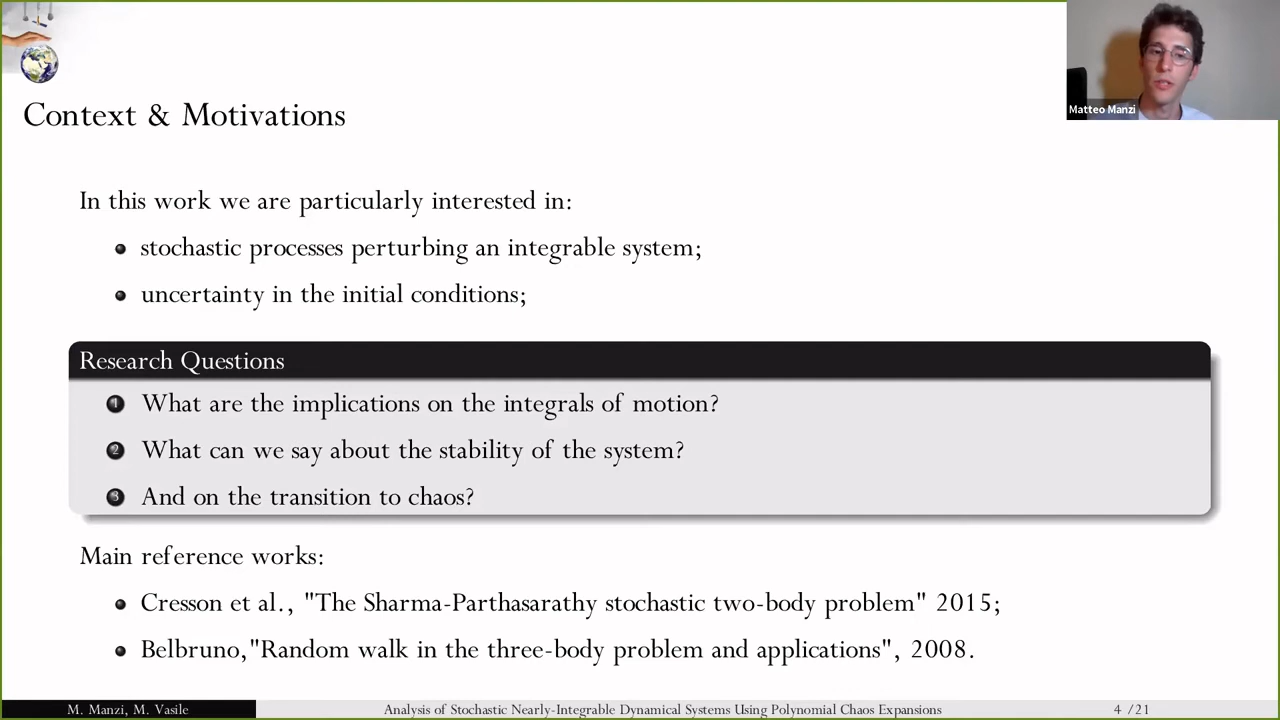 Matteo Manzi
Context & Motivations
In this work we are particularly interested in:
stochastic processes perturbing an integrable system;
uncertainty in the initial conditions;
Research Questions
1 What are the implications on the integrals of motion?
2 What can we say about the stability of the system?
3 And on the transition to chaos?
Main reference works:
Cresson et al., "The Sharma-Parthasarathy stochastic two-body problem" 2015;
Belbruno,"Random walk in the three-body problem and applications", 2008.
M. Manzi, M. Vasile
Analysis of Stochastic Nearly-Integrable Dynamical Systems Using Polynomial Chaos Expansions
4 /21